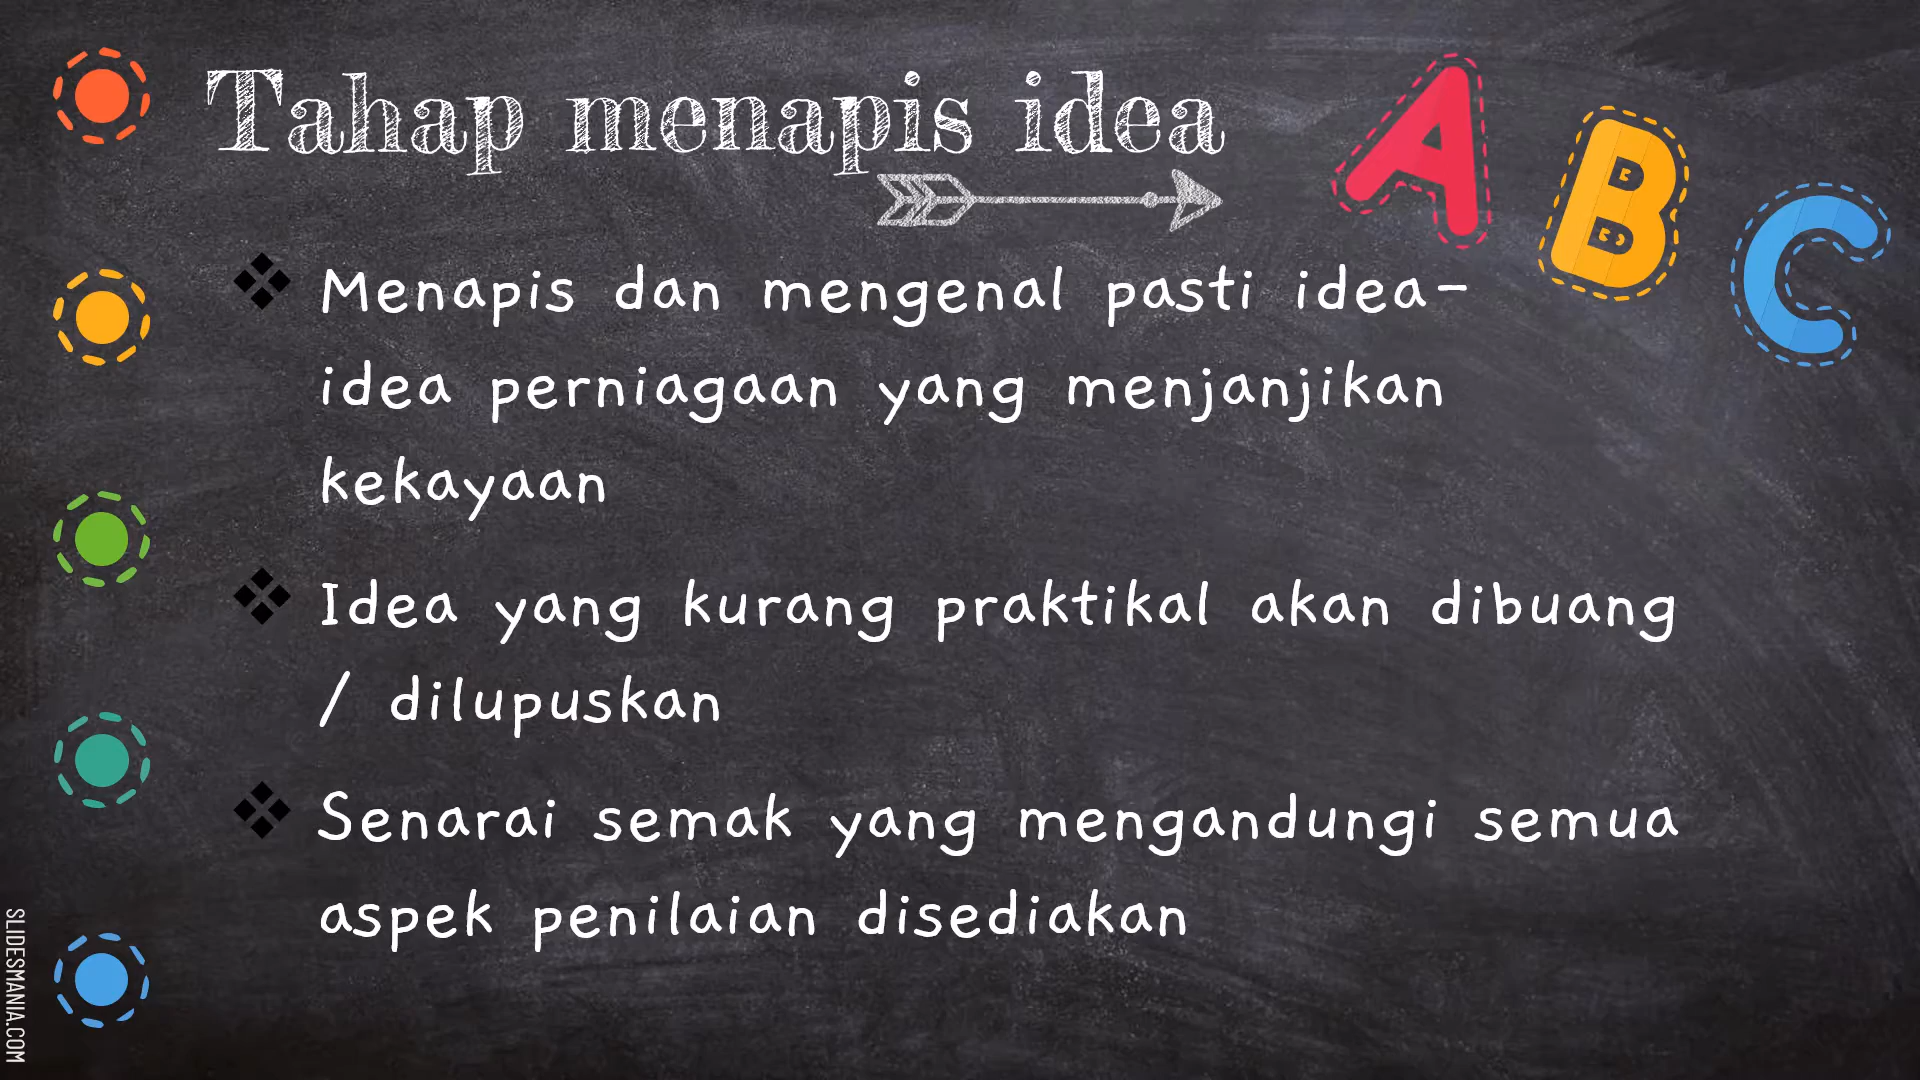 Tahap menapis idea
A B C
Menapis dan mengenal pasti idea-
idea perniagaan yang menjanjikan
kekayaan
Idea yang kurang praktikal akan dibuang
/ dilupuskan
Senarai semak yang mengandungi semua
aspek penilaian disediakan
SLIDESMANIA.COM